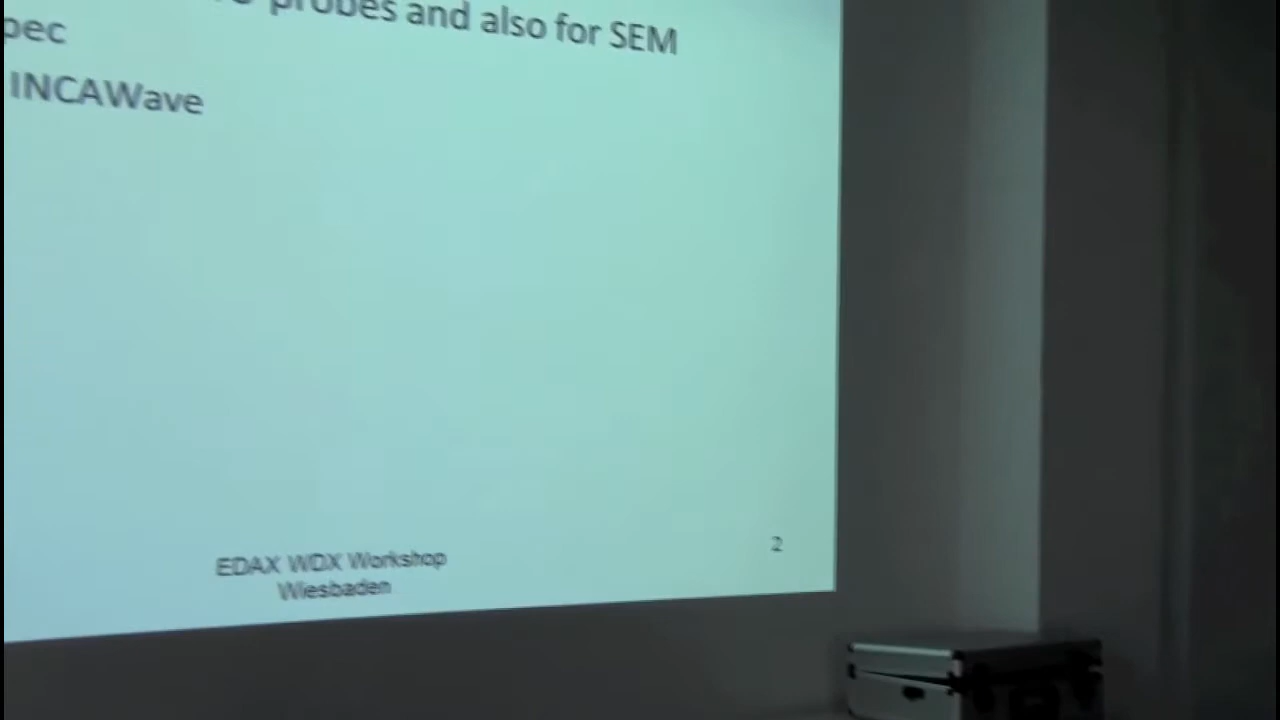 probes and also for SEM
pec
INCAWave
EDAX WDX Workshop
Wiesbaden
2